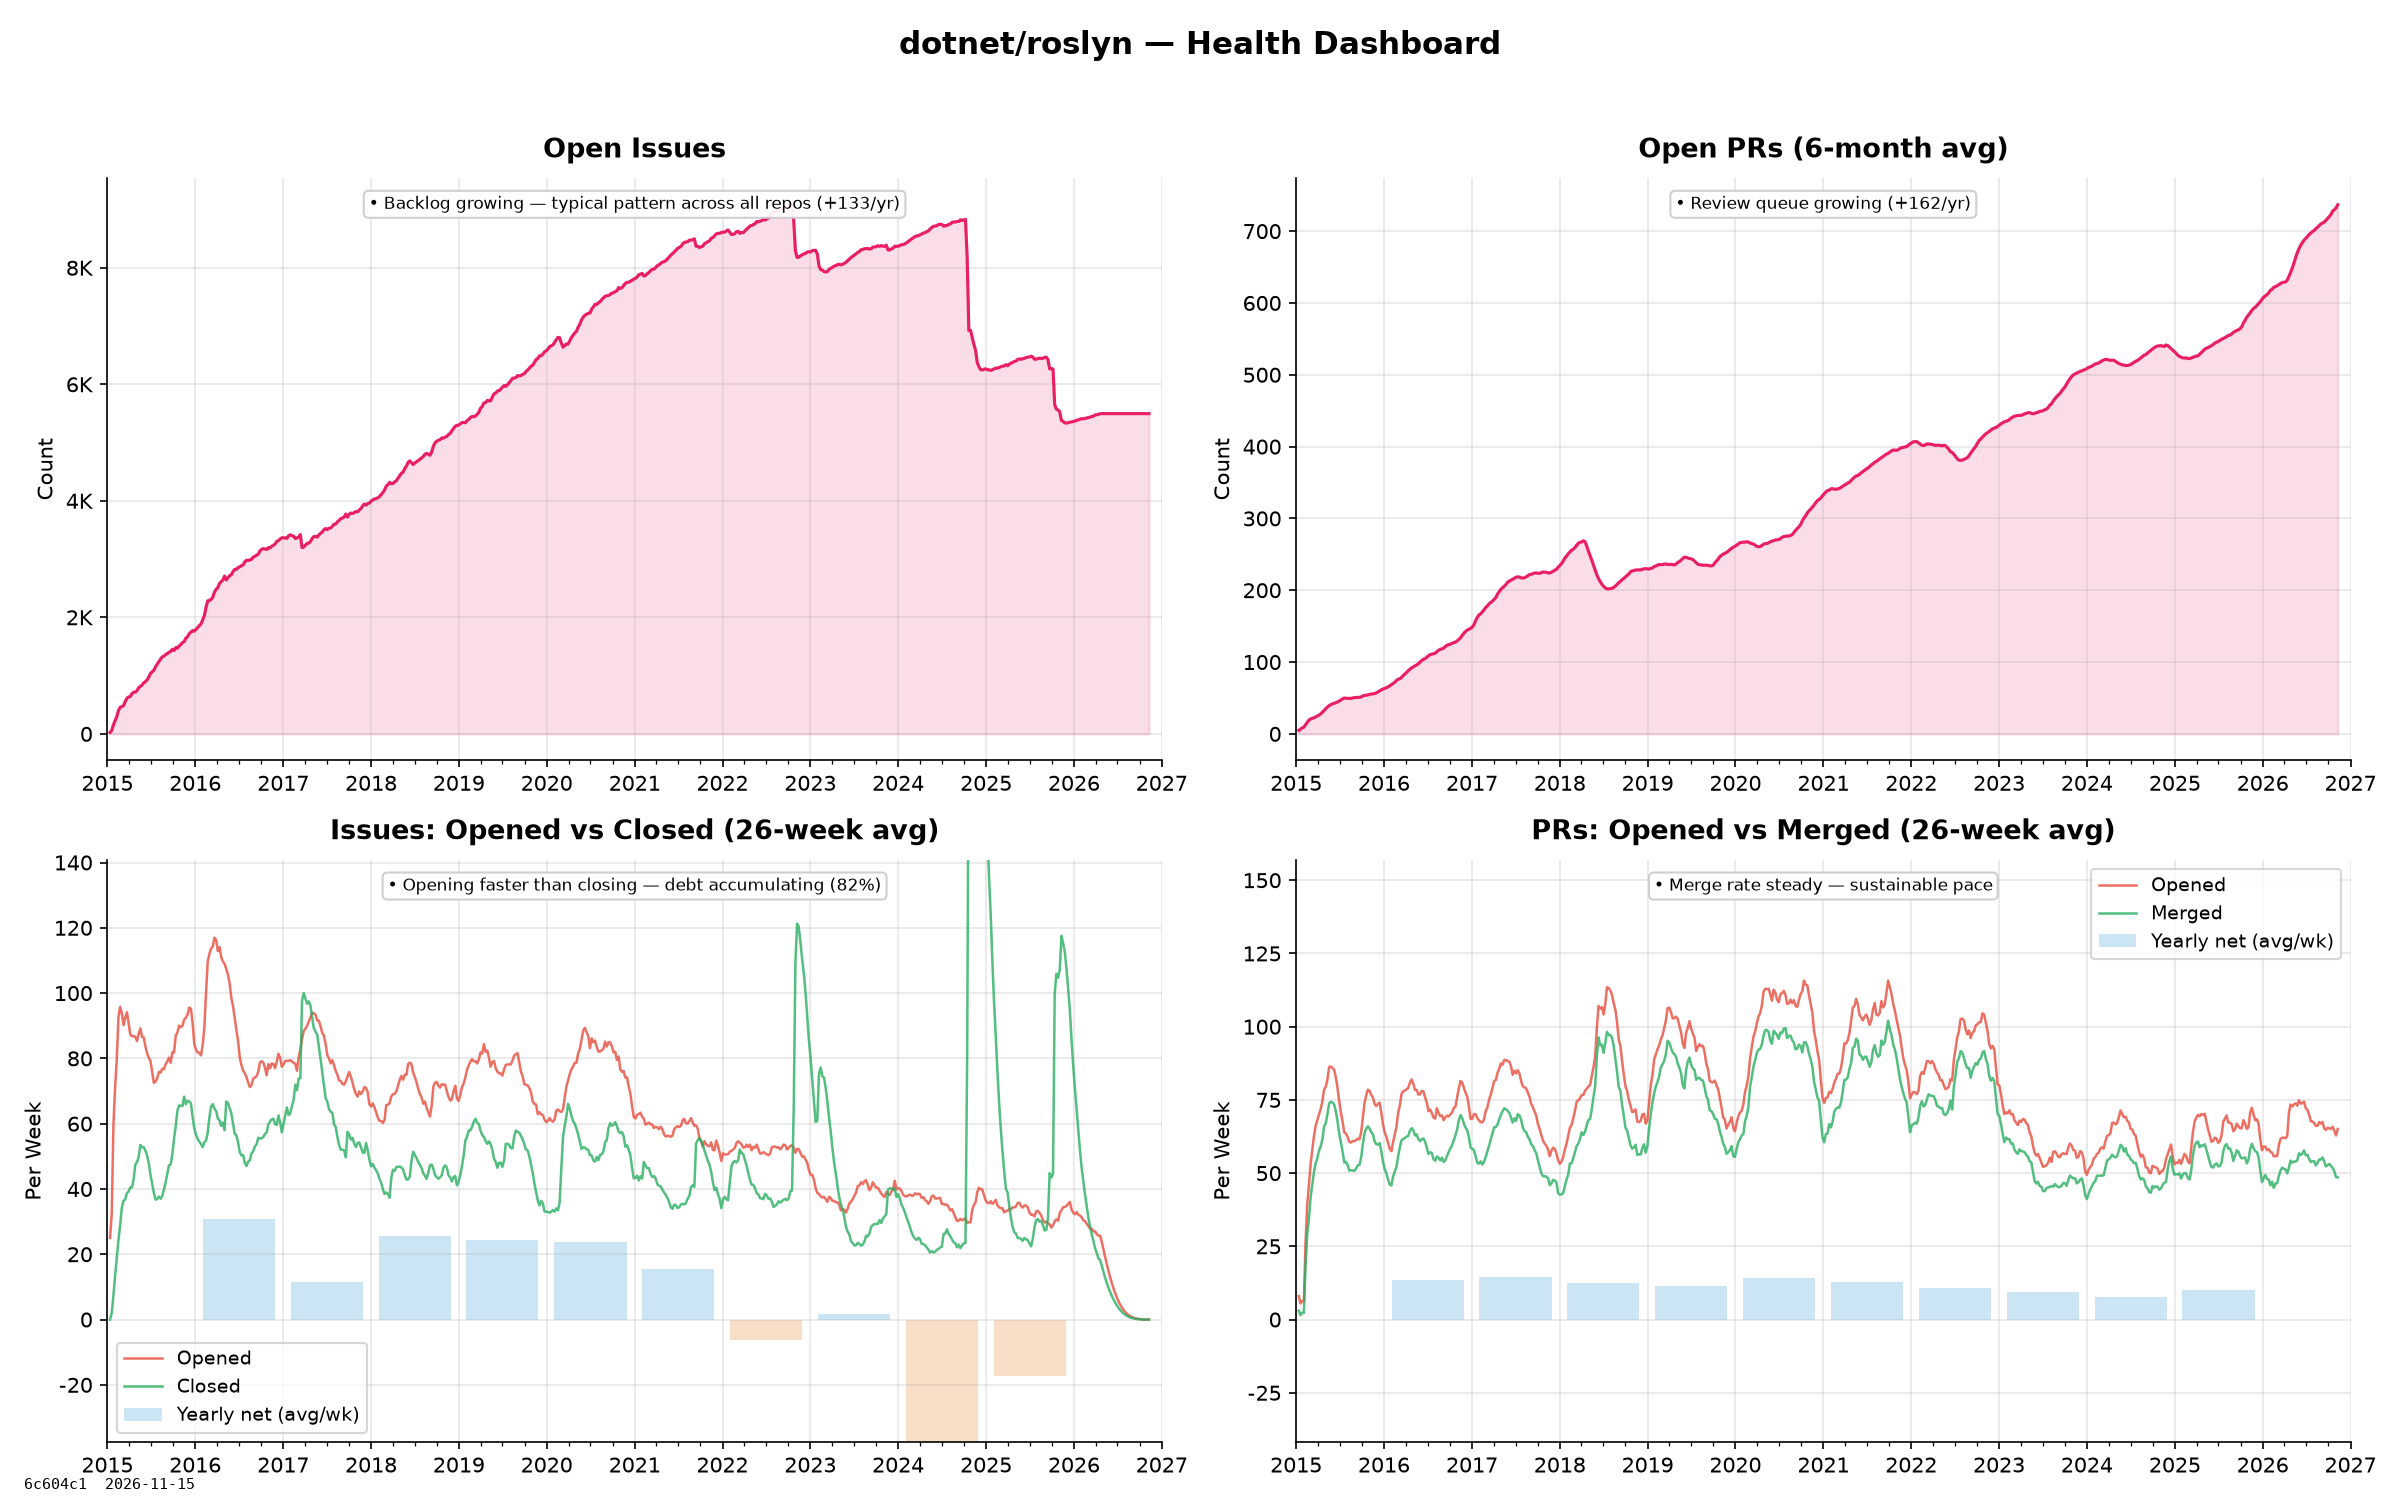 dotnet/roslyn — Health Dashboard
Open Issues
• Backlog growing — typical pattern across all repos (+133/yr)
Count
8K
6K
4K
2K
0
2015 2016 2017 2018 2019 2020 2021 2022 2023 2024 2025 2026 2027
Open PRs (6-month avg)
• Review queue growing (+162/yr)
Count
700
600
500
400
300
200
100
0
2015 2016 2017 2018 2019 2020 2021 2022 2023 2024 2025 2026 2027
Issues: Opened vs Closed (26-week avg)
• Opening faster than closing — debt accumulating (82%)
Per Week
140
120
100
80
60
40
20
0
-20
Opened
Closed
Yearly net (avg/wk)
2015 2016 2017 2018 2019 2020 2021 2022 2023 2024 2025 2026 2027
PRs: Opened vs Merged (26-week avg)
• Merge rate steady — sustainable pace
Opened
Merged
Yearly net (avg/wk)
Per Week
150
125
100
75
50
25
0
-25
2015 2016 2017 2018 2019 2020 2021 2022 2023 2024 2025 2026 2027
6c604c1 2026-11-15